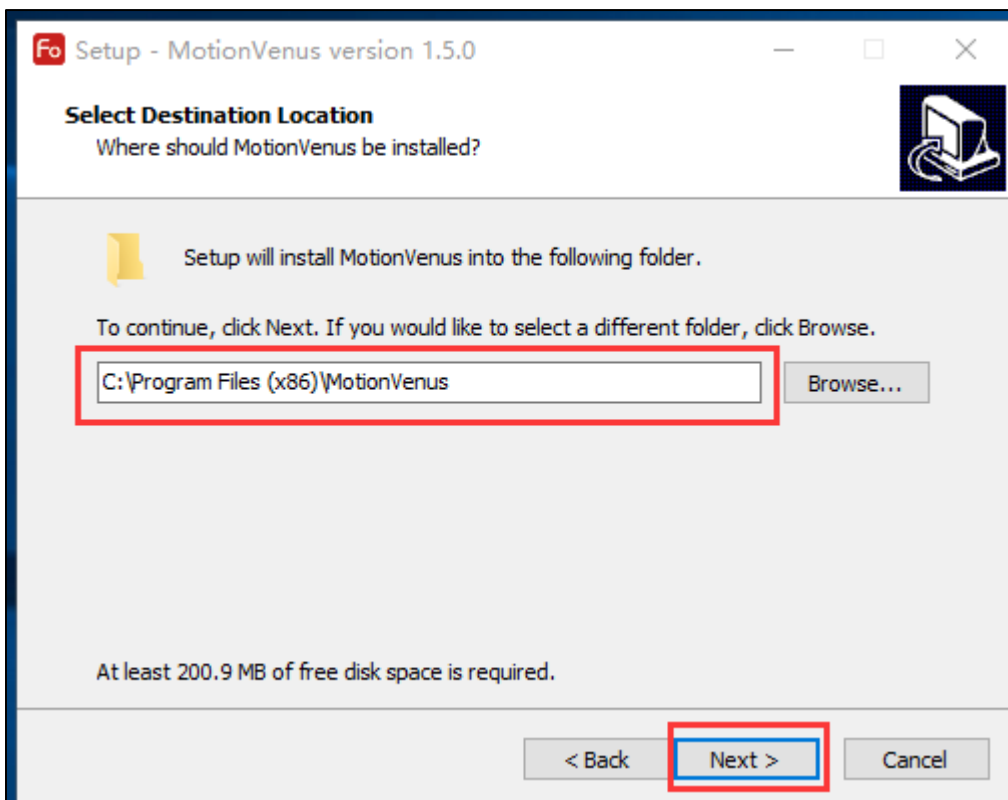 Fo Setup - MotionVenus version 1.5.0
Select Destination Location
Where should MotionVenus be installed?
Setup will install MotionVenus into the following folder.
To continue, click Next. If you would like to select a different folder, click Browse.
C:\Program Files (x86)\MotionVenus
Browse...
At least 200.9 MB of free disk space is required.
< Back Next > Cancel